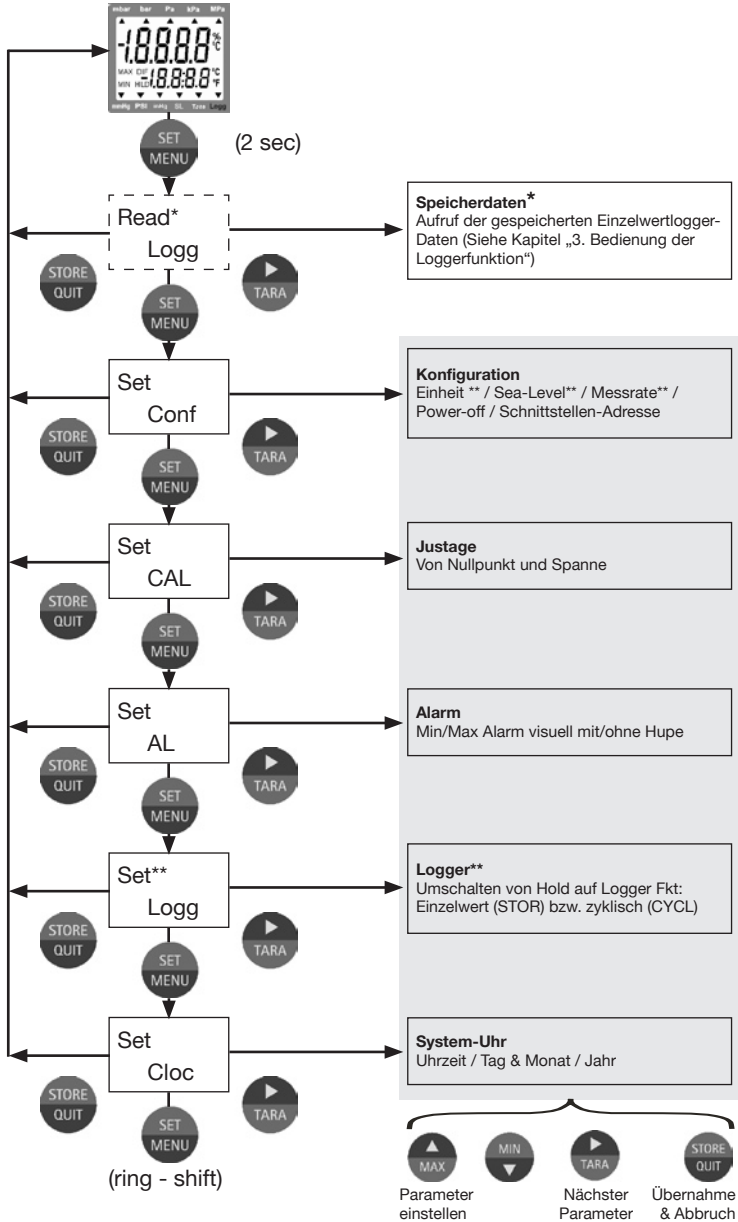 mbar bar Pa kPa MPa
-18.8.8.8 % °C
MAX DIF
MIN HLD -18.8:8.8 °C °F
mmHg PSI mHg SL Time Logg
SET
MENU
(2 sec)
Read*
Logg
Speicherdaten*
Aufruf der gespeicherten Einzelwertlogger-
Daten (Siehe Kapitel „3. Bedienung der
Loggerfunktion“)
STORE
QUIT
SET
MENU
TARA
Set
Conf
Konfiguration
Einheit ** / Sea-Level** / Messrate** /
Power-off / Schnittstellen-Adresse
STORE
QUIT
SET
MENU
TARA
Set
CAL
Justage
Von Nullpunkt und Spanne
STORE
QUIT
SET
MENU
TARA
Set
AL
Alarm
Min/Max Alarm visuell mit/ohne Hupe
STORE
QUIT
SET
MENU
TARA
Set**
Logg
Logger**
Umschalten von Hold auf Logger Fkt:
Einzelwert (STOR) bzw. zyklisch (CYCL)
STORE
QUIT
SET
MENU
TARA
Set
Cloc
System-Uhr
Uhrzeit / Tag & Monat / Jahr
STORE
QUIT
SET
MENU
TARA
(ring - shift)
MAX
MIN
TARA
STORE
QUIT
Parameter
einstellen
Nächster
Parameter
Übernahme
& Abbruch